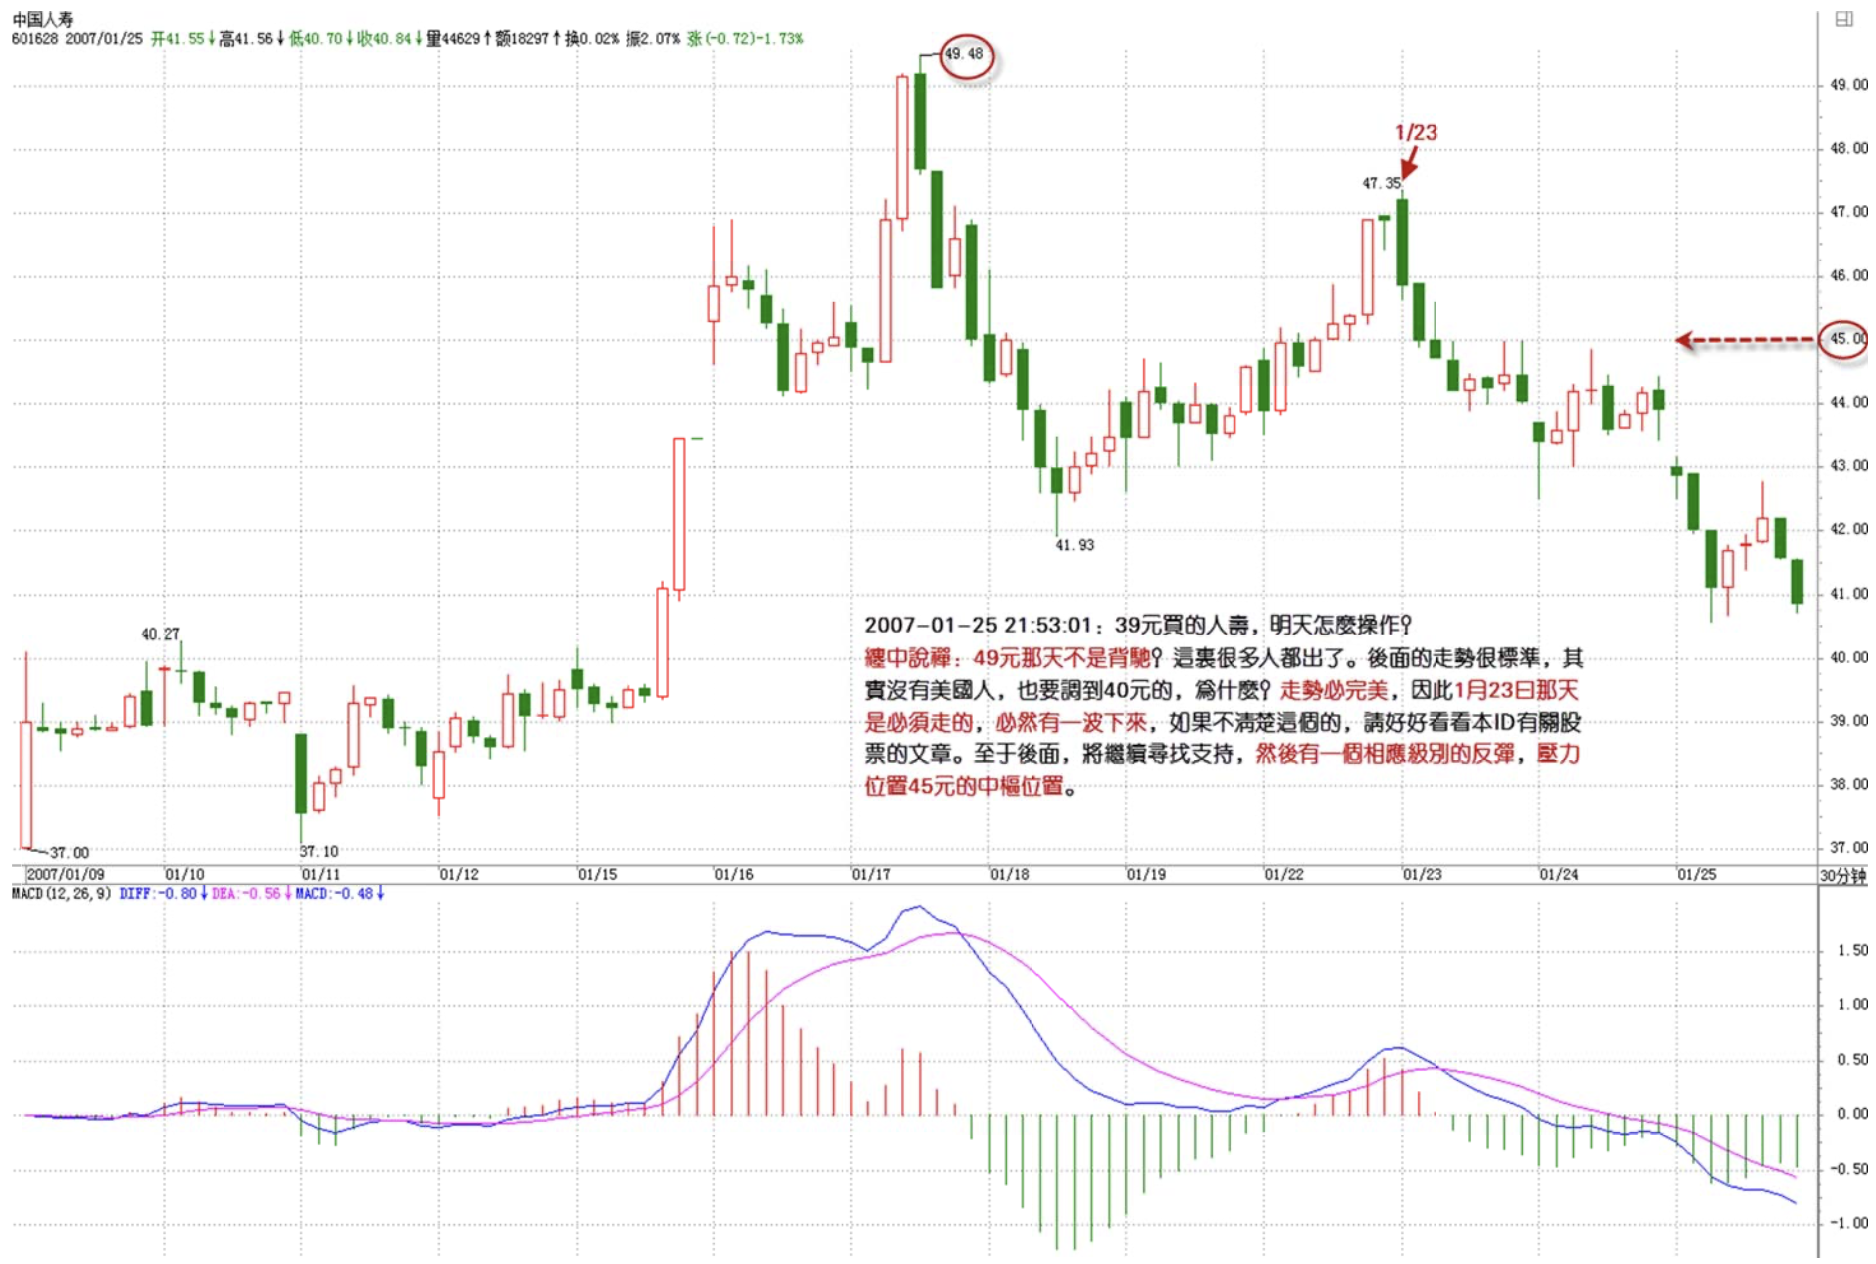 中国人寿
601628 2007/01/25 开41.55↓高41.56↓低40.70↓收40.84↓量44629↑额18297↑换0.02% 振2.07% 涨(-0.72)-1.73%
49.48
49.00
1/23
48.00
47.35
47.00
46.00
45.00
44.00
43.00
42.00
41.93
41.00
2007-01-25 21:53:01：39元買的人壽，明天怎麼操作？
纏中說禪：49元那天不是背馳？這裏很多人都出了。後面的走勢很標準，其
實沒有美國人，也要調到40元的，為什麼？走勢必完美，因此1月23日那天
是必須走的，必然有一波下來，如果不清楚這個的，請好好看看本ID有關股
票的文章。至于後面，將繼續尋找支持，然後有一個相應級別的反彈，壓力
位置45元的中樞位置。
40.27
40.00
39.00
38.00
37.00
37.10
37.00
2007/01/09 01/10 01/11 01/12 01/15 01/16 01/17 01/18 01/19 01/22 01/23 01/24 01/25 30分钟
MACD(12,26,9) DIFF:-0.80↓DEA:-0.56↓MACD:-0.48↓
1.50
1.00
0.50
0.00
-0.50
-1.00